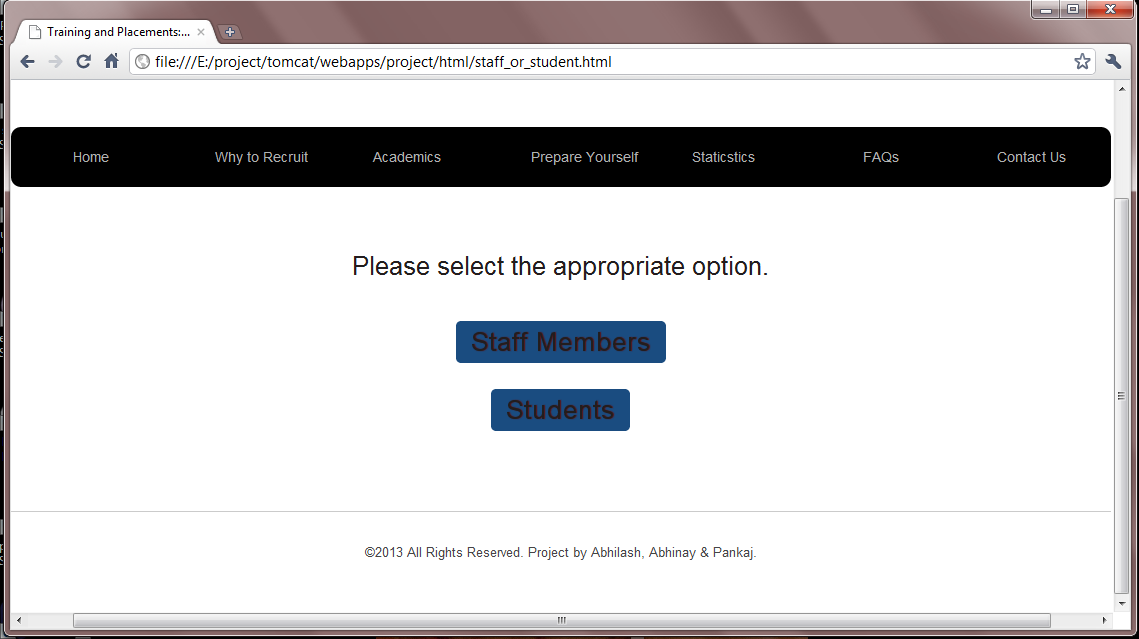 Training and Placements:...
file:///E:/project/tomcat/webapps/project/html/staff_or_student.html
Home Why to Recruit Academics Prepare Yourself Staticstics FAQs Contact Us
Please select the appropriate option.
Staff Members
Students
©2013 All Rights Reserved. Project by Abhilash, Abhinay & Pankaj.